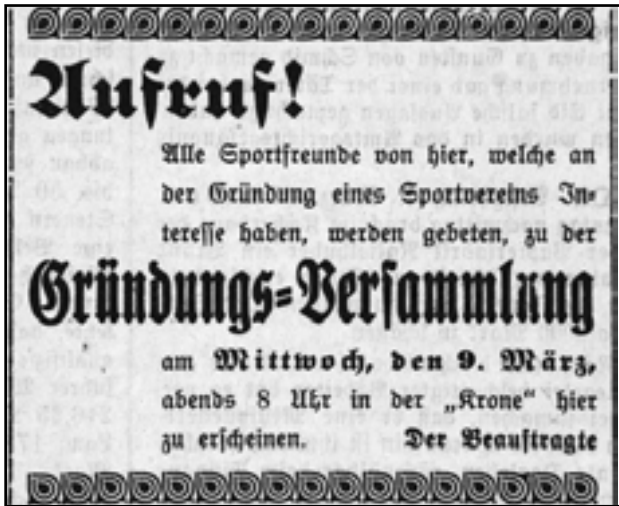 Aufruf!
Alle Sportfreunde von hier, welche an
der Gründung eines Sportvereins In-
teresse haben, werden gebeten, zu der
Gründungs-Versammlung
am Mittwoch, den 9. März,
abends 8 Uhr in der „Krone" hier
zu erscheinen. Der Beauftragte